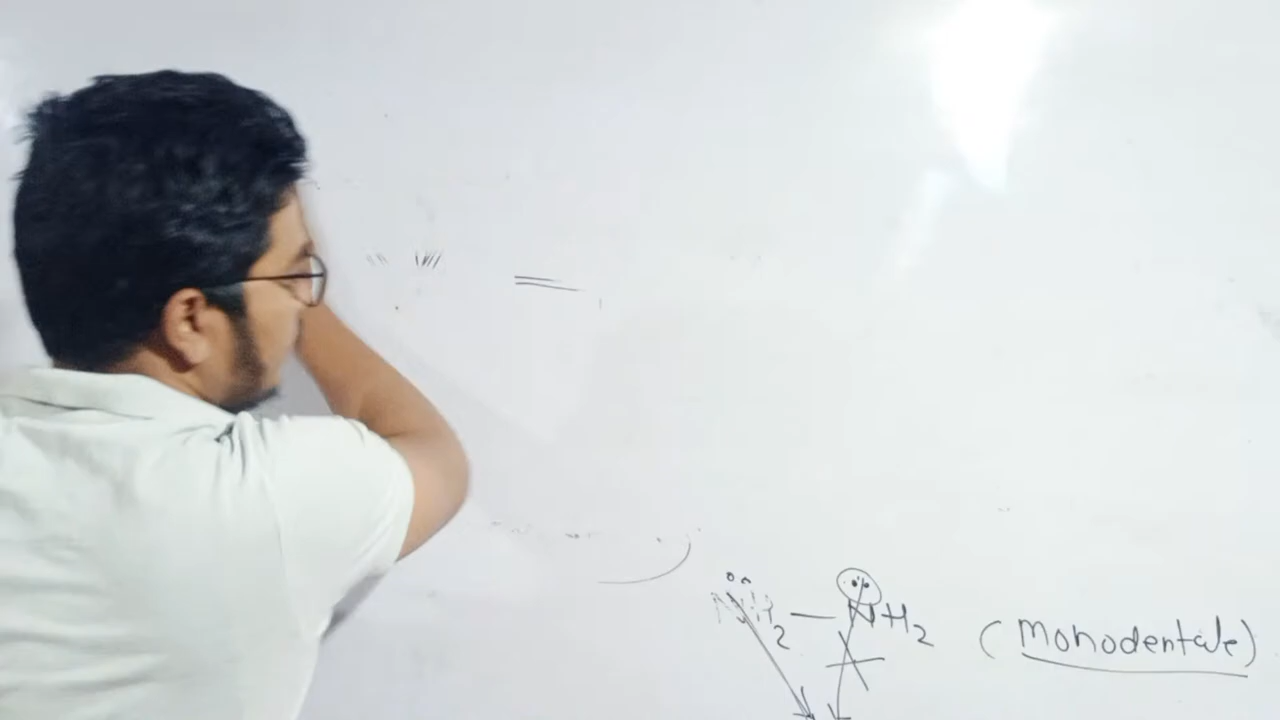 NH2 — NH2 (Monodentate)